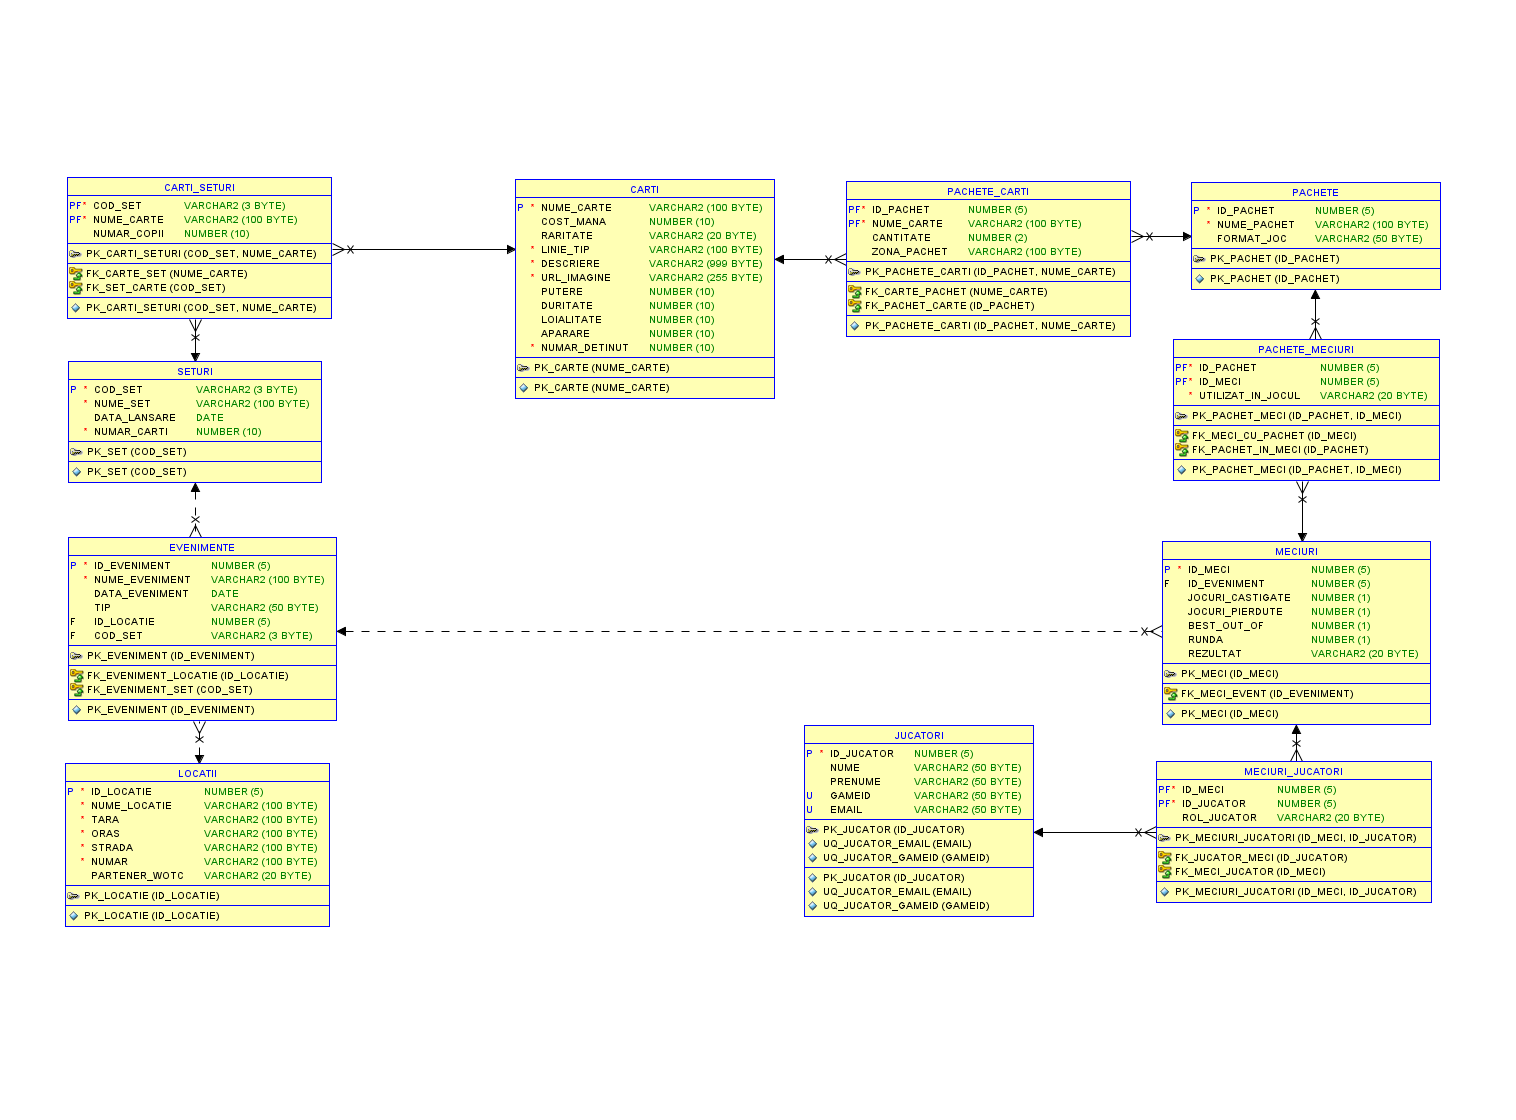 CARTI_SETURI
PF* COD_SET VARCHAR2 (3 BYTE)
PF* NUME_CARTE VARCHAR2 (100 BYTE)
NUMAR_COPII NUMBER (10)
PK_CARTI_SETURI (COD_SET, NUME_CARTE)
FK_CARTE_SET (NUME_CARTE)
FK_SET_CARTE (COD_SET)
PK_CARTI_SETURI (COD_SET, NUME_CARTE)
CARTI
P * NUME_CARTE VARCHAR2 (100 BYTE)
COST_MANA NUMBER (10)
RARITATE VARCHAR2 (20 BYTE)
* LINIE_TIP VARCHAR2 (100 BYTE)
* DESCRIERE VARCHAR2 (999 BYTE)
* URL_IMAGINE VARCHAR2 (255 BYTE)
PUTERE NUMBER (10)
DURITATE NUMBER (10)
LOIALITATE NUMBER (10)
APARARE NUMBER (10)
* NUMAR_DETINUT NUMBER (10)
PK_CARTE (NUME_CARTE)
PK_CARTE (NUME_CARTE)
PACHETE_CARTI
PF* ID_PACHET NUMBER (5)
PF* NUME_CARTE VARCHAR2 (100 BYTE)
CANTITATE NUMBER (2)
ZONA_PACHET VARCHAR2 (100 BYTE)
PK_PACHETE_CARTI (ID_PACHET, NUME_CARTE)
FK_CARTE_PACHET (NUME_CARTE)
FK_PACHET_CARTE (ID_PACHET)
PK_PACHETE_CARTI (ID_PACHET, NUME_CARTE)
PACHETE
P * ID_PACHET NUMBER (5)
* NUME_PACHET VARCHAR2 (100 BYTE)
FORMAT_JOC VARCHAR2 (50 BYTE)
PK_PACHET (ID_PACHET)
PK_PACHET (ID_PACHET)
SETURI
P * COD_SET VARCHAR2 (3 BYTE)
* NUME_SET VARCHAR2 (100 BYTE)
DATA_LANSARE DATE
* NUMAR_CARTI NUMBER (10)
PK_SET (COD_SET)
PK_SET (COD_SET)
PACHETE_MECIURI
PF* ID_PACHET NUMBER (5)
PF* ID_MECI NUMBER (5)
* UTILIZAT_IN_JOCUL VARCHAR2 (20 BYTE)
PK_PACHET_MECI (ID_PACHET, ID_MECI)
FK_MECI_CU_PACHET (ID_MECI)
FK_PACHET_IN_MECI (ID_PACHET)
PK_PACHET_MECI (ID_PACHET, ID_MECI)
EVENIMENTE
P * ID_EVENIMENT NUMBER (5)
* NUME_EVENIMENT VARCHAR2 (100 BYTE)
DATA_EVENIMENT DATE
TIP VARCHAR2 (50 BYTE)
F ID_LOCATIE NUMBER (5)
F COD_SET VARCHAR2 (3 BYTE)
PK_EVENIMENT (ID_EVENIMENT)
FK_EVENIMENT_LOCATIE (ID_LOCATIE)
FK_EVENIMENT_SET (COD_SET)
PK_EVENIMENT (ID_EVENIMENT)
MECIURI
P * ID_MECI NUMBER (5)
F ID_EVENIMENT NUMBER (5)
JOCURI_CASTIGATE NUMBER (1)
JOCURI_PIERDUTE NUMBER (1)
BEST_OUT_OF NUMBER (1)
RUNDA NUMBER (1)
REZULTAT VARCHAR2 (20 BYTE)
PK_MECI (ID_MECI)
FK_MECI_EVENT (ID_EVENIMENT)
PK_MECI (ID_MECI)
LOCATII
P * ID_LOCATIE NUMBER (5)
* NUME_LOCATIE VARCHAR2 (100 BYTE)
* TARA VARCHAR2 (100 BYTE)
* ORAS VARCHAR2 (100 BYTE)
* STRADA VARCHAR2 (100 BYTE)
* NUMAR VARCHAR2 (100 BYTE)
PARTENER_WOTC VARCHAR2 (20 BYTE)
PK_LOCATIE (ID_LOCATIE)
PK_LOCATIE (ID_LOCATIE)
JUCATORI
P * ID_JUCATOR NUMBER (5)
NUME VARCHAR2 (50 BYTE)
PRENUME VARCHAR2 (50 BYTE)
U GAMEID VARCHAR2 (50 BYTE)
U EMAIL VARCHAR2 (50 BYTE)
PK_JUCATOR (ID_JUCATOR)
UQ_JUCATOR_EMAIL (EMAIL)
UQ_JUCATOR_GAMEID (GAMEID)
PK_JUCATOR (ID_JUCATOR)
UQ_JUCATOR_EMAIL (EMAIL)
UQ_JUCATOR_GAMEID (GAMEID)
MECIURI_JUCATORI
PF* ID_MECI NUMBER (5)
PF* ID_JUCATOR NUMBER (5)
ROL_JUCATOR VARCHAR2 (20 BYTE)
PK_MECIURI_JUCATORI (ID_MECI, ID_JUCATOR)
FK_JUCATOR_MECI (ID_JUCATOR)
FK_MECI_JUCATOR (ID_MECI)
PK_MECIURI_JUCATORI (ID_MECI, ID_JUCATOR)